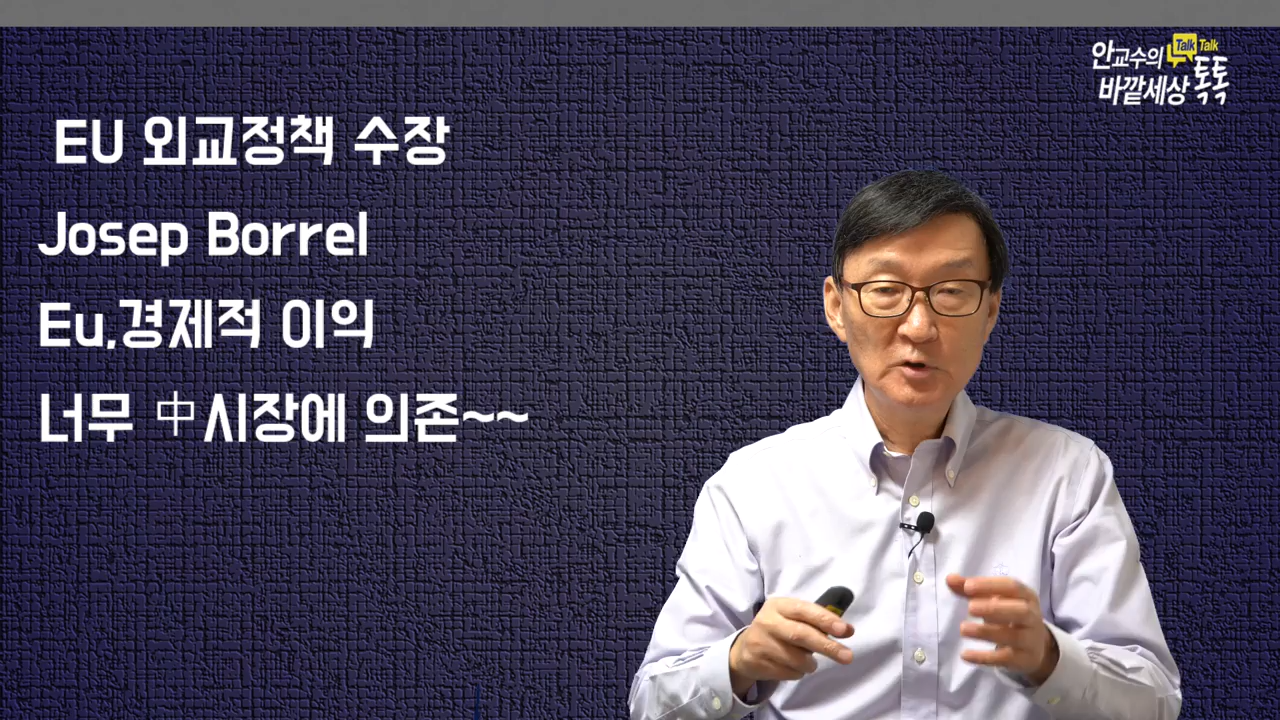 안교수의 Talk Talk
바깥세상 톡톡
EU 외교정책 수장
Josep Borrel
Eu,경제적 이익
너무 中시장에 의존~~